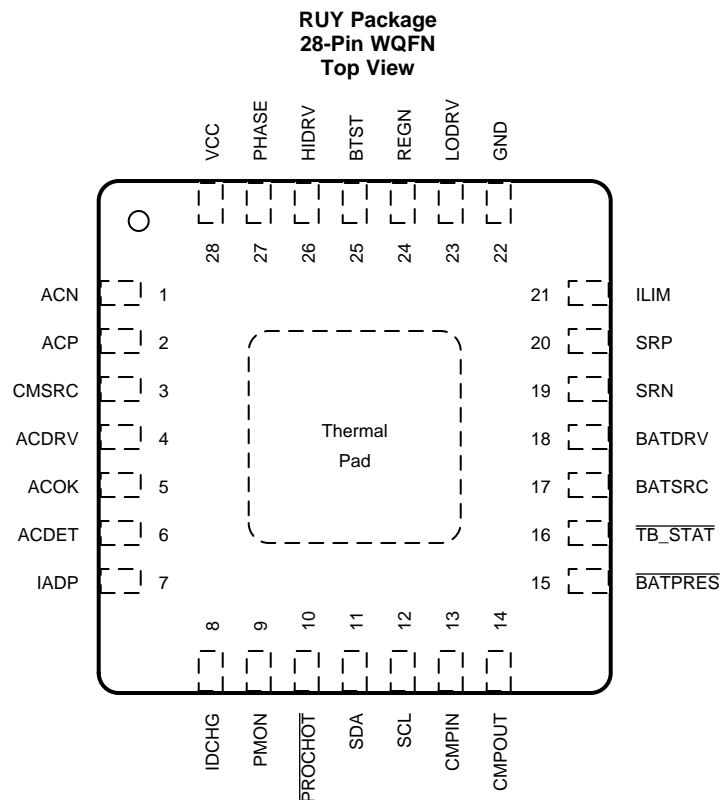 RUY Package
28-Pin WQFN
Top View
VCC
PHASE
HIDRV
BTST
REGN
LODRV
GND
28
27
26
25
24
23
22
ACN 1
ACP 2
CMSRC 3
ACDRV 4
ACOK 5
ACDET 6
IADP 7
Thermal
Pad
21 ILIM
20 SRP
19 SRN
18 BATDRV
17 BATSRC
16 TB_STAT
15 BATPRES
8
9
10
11
12
13
14
IDCHG
PMON
PROCHOT
SDA
SCL
CMPIN
CMPOUT